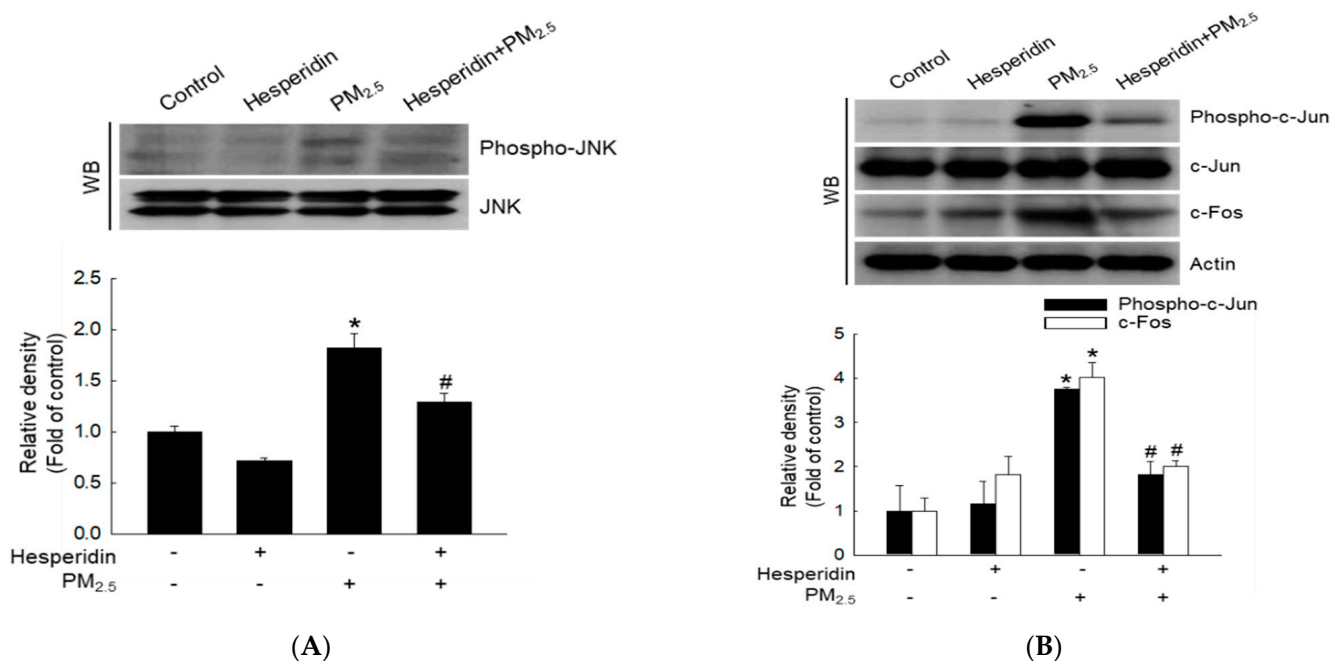 Control Hesperidin PM2.5 Hesperidin+PM2.5
WB
Phospho-JNK
JNK
Relative density
(Fold of control)
2.5
2.0
1.5
1.0
0.5
0.0
*
#
Hesperidin - + - +
PM2.5 - - + +
(A)
Control Hesperidin PM2.5 Hesperidin+PM2.5
WB
Phospho-c-Jun
c-Jun
c-Fos
Actin
Phospho-c-Jun
c-Fos
Relative density
(Fold of control)
5
4
3
2
1
0
* *
# #
Hesperidin - + - +
PM2.5 - - + +
(B)